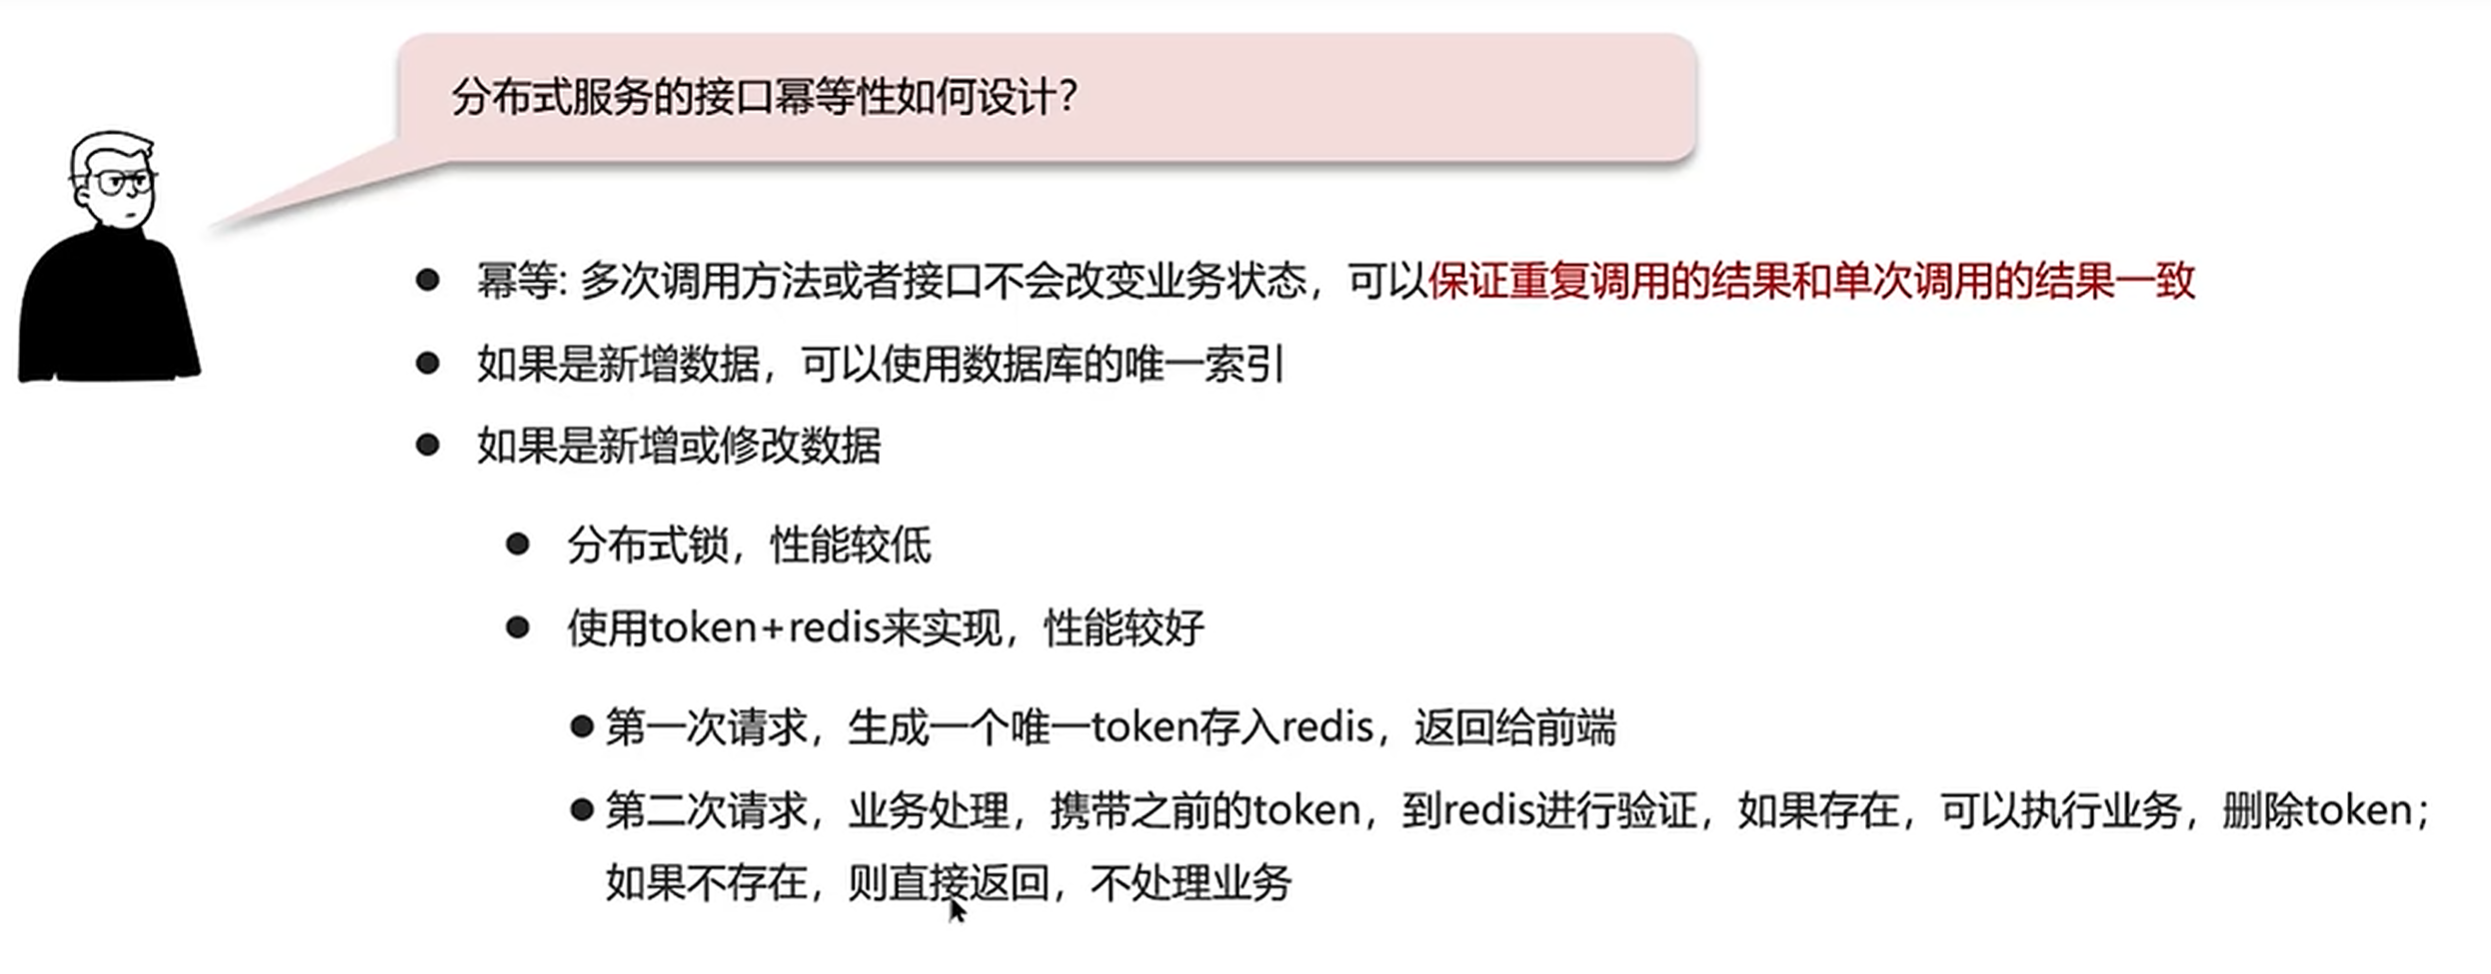 分布式服务的接口幂等性如何设计?
幂等: 多次调用方法或者接口不会改变业务状态，可以保证重复调用的结果和单次调用的结果一致
如果是新增数据，可以使用数据库的唯一索引
如果是新增或修改数据
分布式锁，性能较低
使用token+redis来实现，性能较好
第一次请求，生成一个唯一token存入redis，返回给前端
第二次请求，业务处理，携带之前的token，到redis进行验证，如果存在，可以执行业务，删除token；
如果不存在，则直接返回，不处理业务